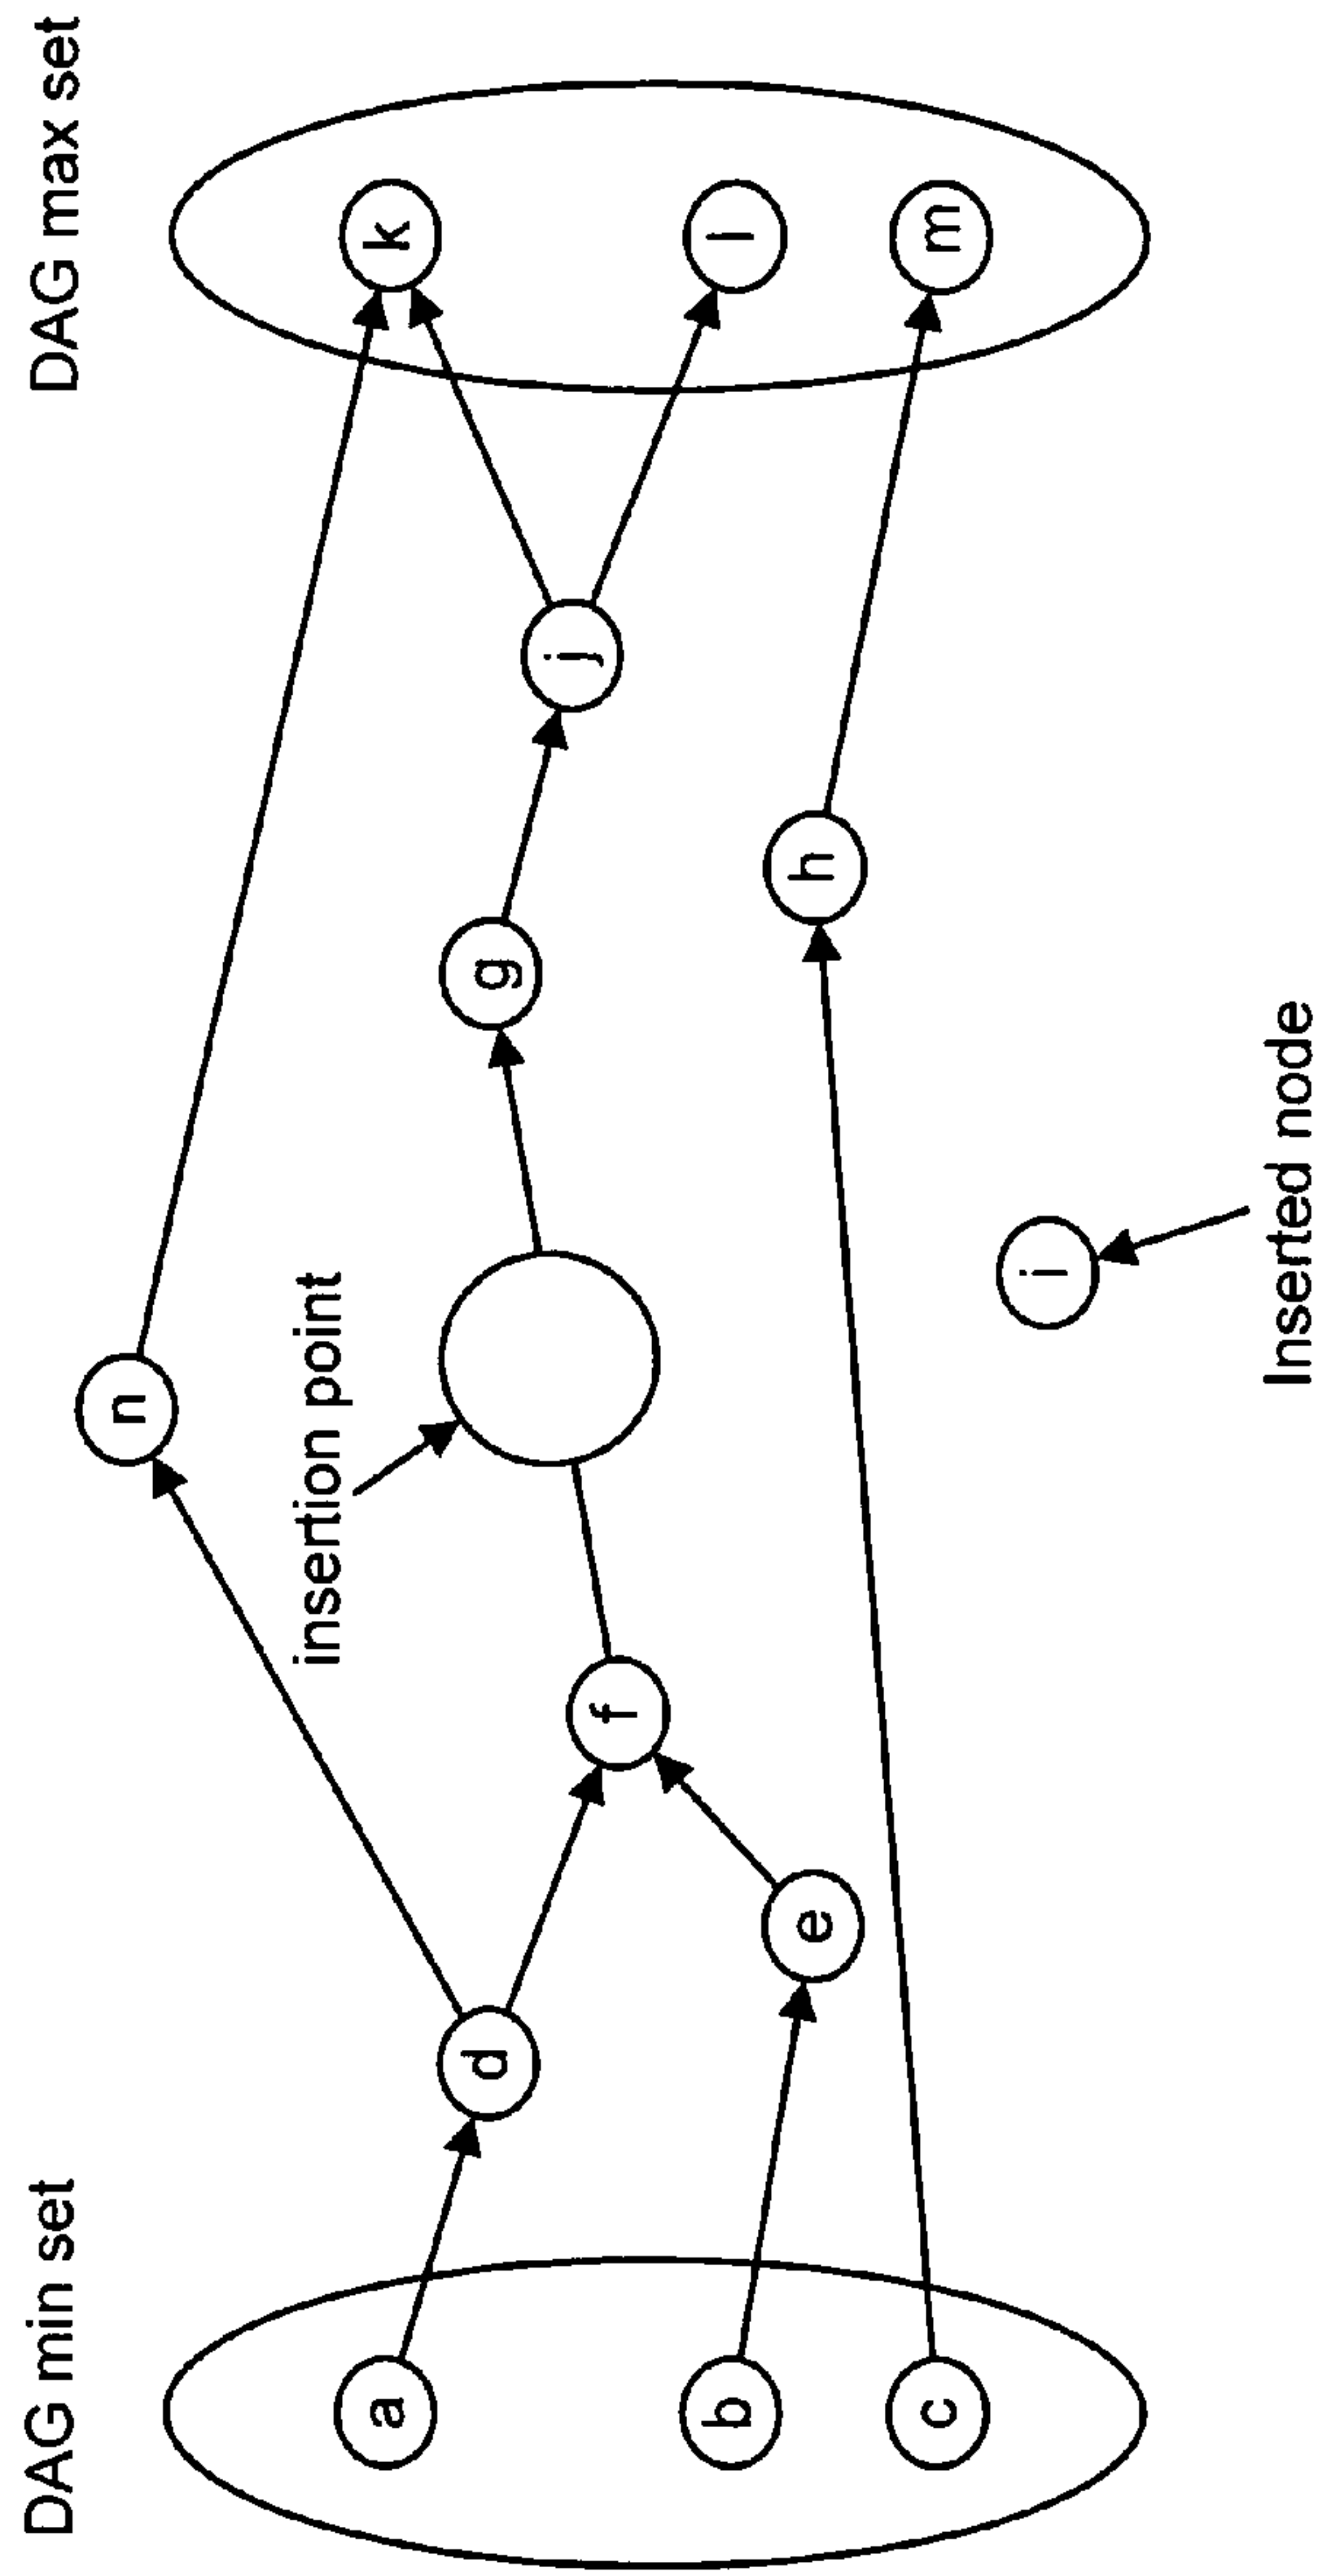 DAG min set
DAG max set
n
insertion point
a
d
g
k
f
j
b
e
h
l
c
m
i
Inserted node